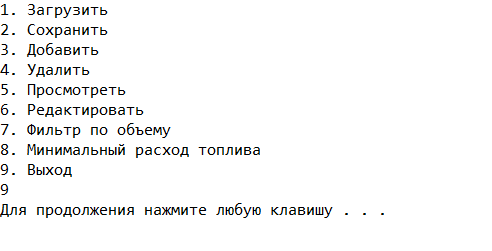 1. Загрузить
2. Сохранить
3. Добавить
4. Удалить
5. Просмотреть
6. Редактировать
7. Фильтр по объему
8. Минимальный расход топлива
9. Выход
9
Для продолжения нажмите любую клавишу . . .